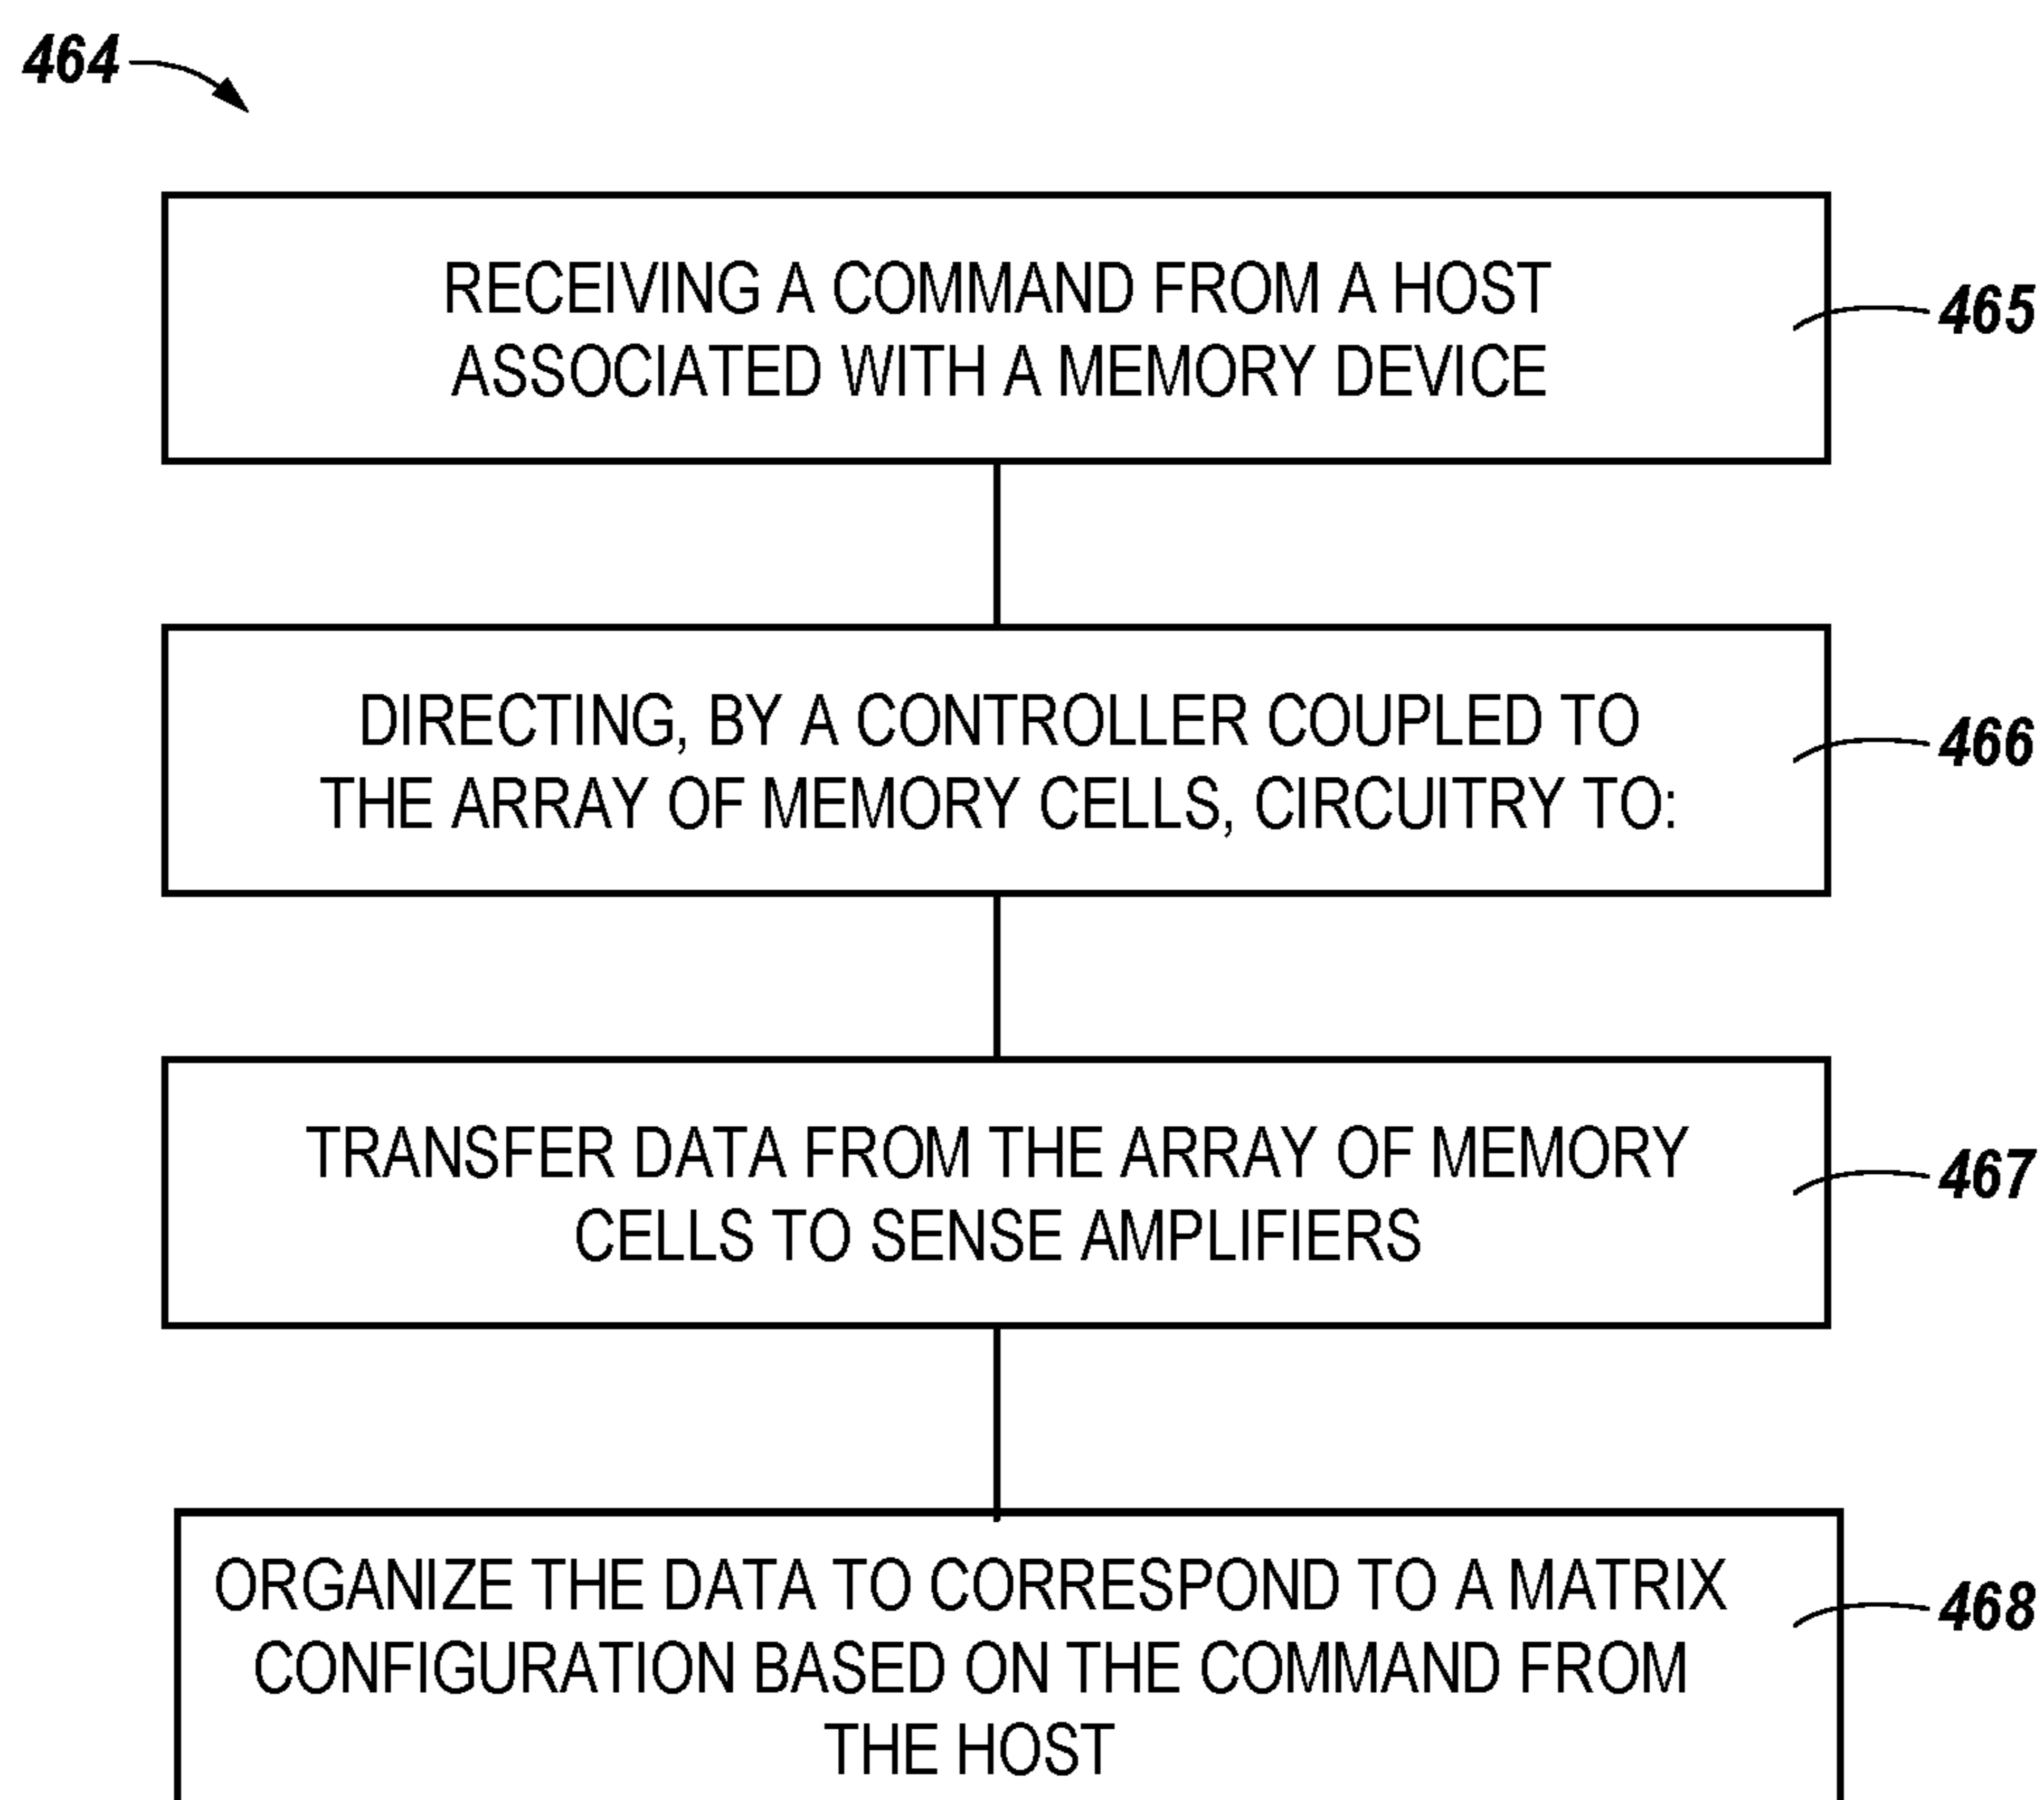 464
RECEIVING A COMMAND FROM A HOST
ASSOCIATED WITH A MEMORY DEVICE
465
DIRECTING, BY A CONTROLLER COUPLED TO
THE ARRAY OF MEMORY CELLS, CIRCUITRY TO:
466
TRANSFER DATA FROM THE ARRAY OF MEMORY
CELLS TO SENSE AMPLIFIERS
467
ORGANIZE THE DATA TO CORRESPOND TO A MATRIX
CONFIGURATION BASED ON THE COMMAND FROM
THE HOST
468